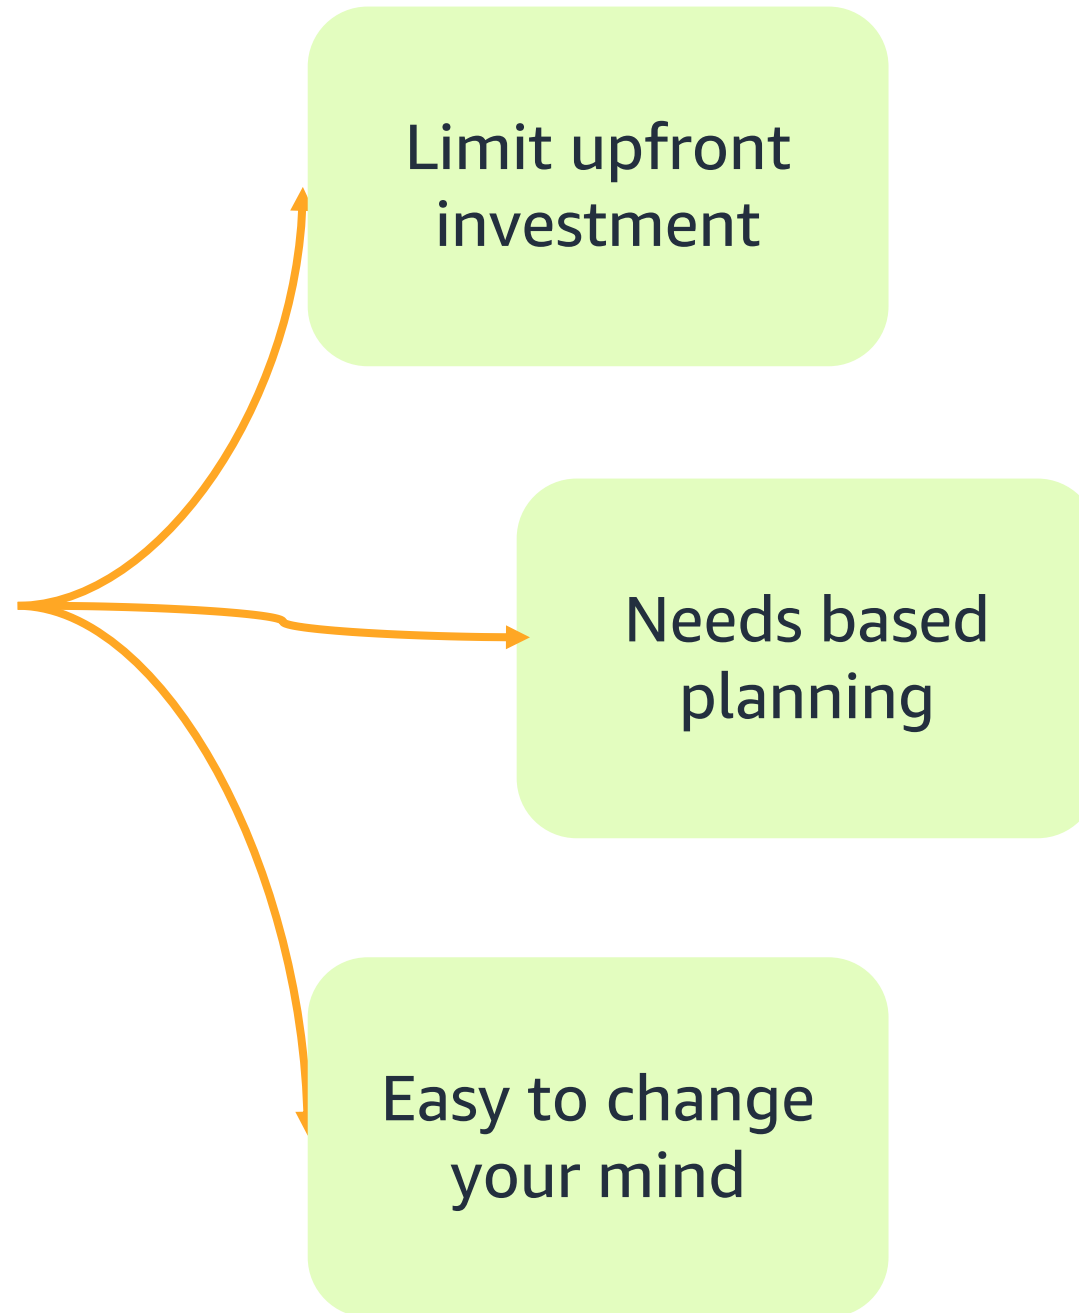 Limit upfront
investment
Needs based
planning
Easy to change
your mind